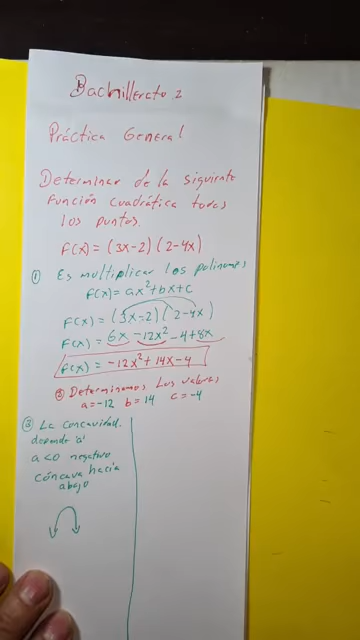 Bachillerato 2
Práctica General
Determinar de la siguiente
función cuadrática todos
los puntos.
F(x) = (3x-2)(2-4x)
① Es multiplicar los polinomios
F(x) = ax²+bx+c
F(x) = (3x-2)(2-4x)
F(x) = 6x -12x² -4+8x
F(x) = -12x²+14x-4
② Determinamos los valores
a=-12 b=14 c=-4
③ La concavidad.
depende 'a'
a<0 negativo
cóncava hacia
abajo